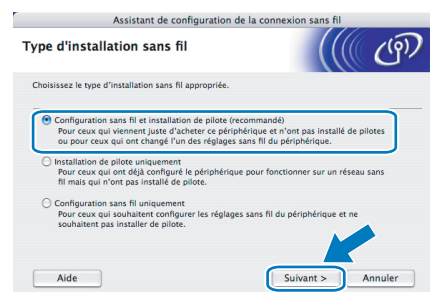 Assistant de configuration de la connexion sans fil
Type d'installation sans fil
Choisissez le type d'installation sans fil appropriée.
Configuration sans fil et installation de pilote (recommandé)
Pour ceux qui viennent juste d'acheter ce périphérique et n'ont pas installé de pilotes
ou pour ceux qui ont changé l'un des réglages sans fil du périphérique.
Installation de pilote uniquement
Pour ceux qui ont déjà configuré le périphérique pour fonctionner sur un réseau sans
fil mais qui n'ont pas installé de pilote.
Configuration sans fil uniquement
Pour ceux qui souhaitent configurer les réglages sans fil du périphérique et ne
souhaitent pas installer de pilote.
Aide
Suivant >
Annuler